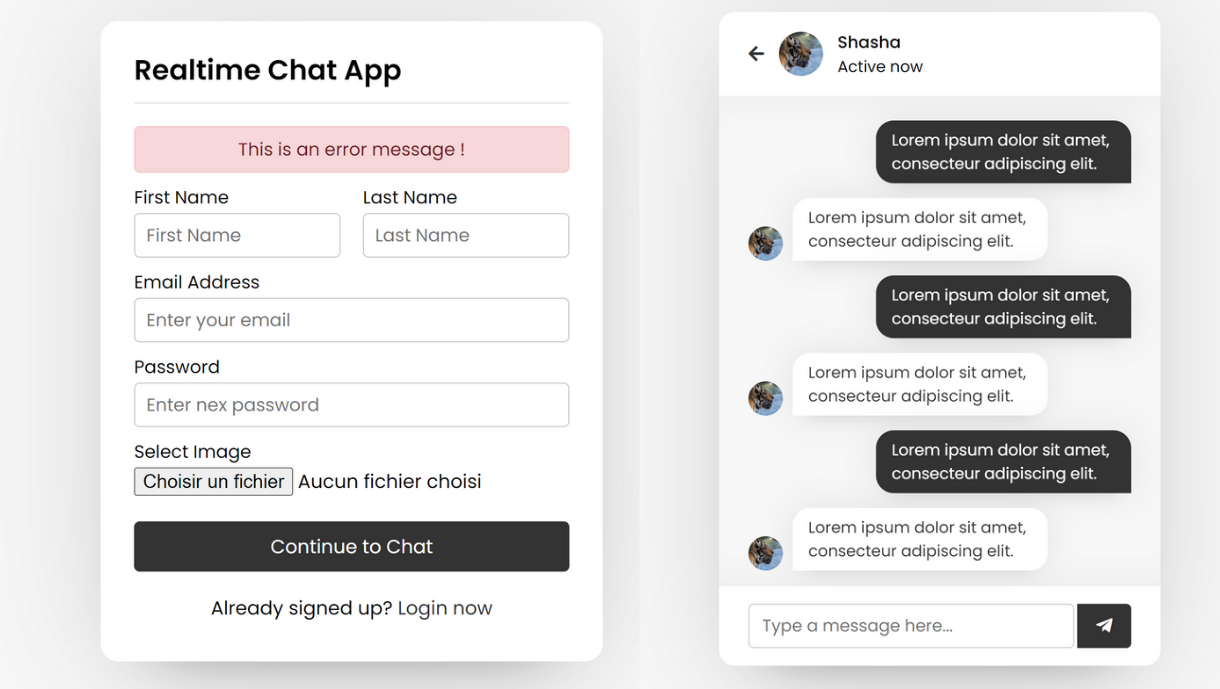 Realtime Chat App
This is an error message !
First Name
Last Name
First Name
Last Name
Email Address
Enter your email
Password
Enter nex password
Select Image
Choisir un fichier Aucun fichier choisi
Continue to Chat
Already signed up? Login now
Shasha
Active now
Lorem ipsum dolor sit amet,
consecteur adipiscing elit.
Lorem ipsum dolor sit amet,
consecteur adipiscing elit.
Lorem ipsum dolor sit amet,
consecteur adipiscing elit.
Lorem ipsum dolor sit amet,
consecteur adipiscing elit.
Lorem ipsum dolor sit amet,
consecteur adipiscing elit.
Lorem ipsum dolor sit amet,
consecteur adipiscing elit.
Type a message here...